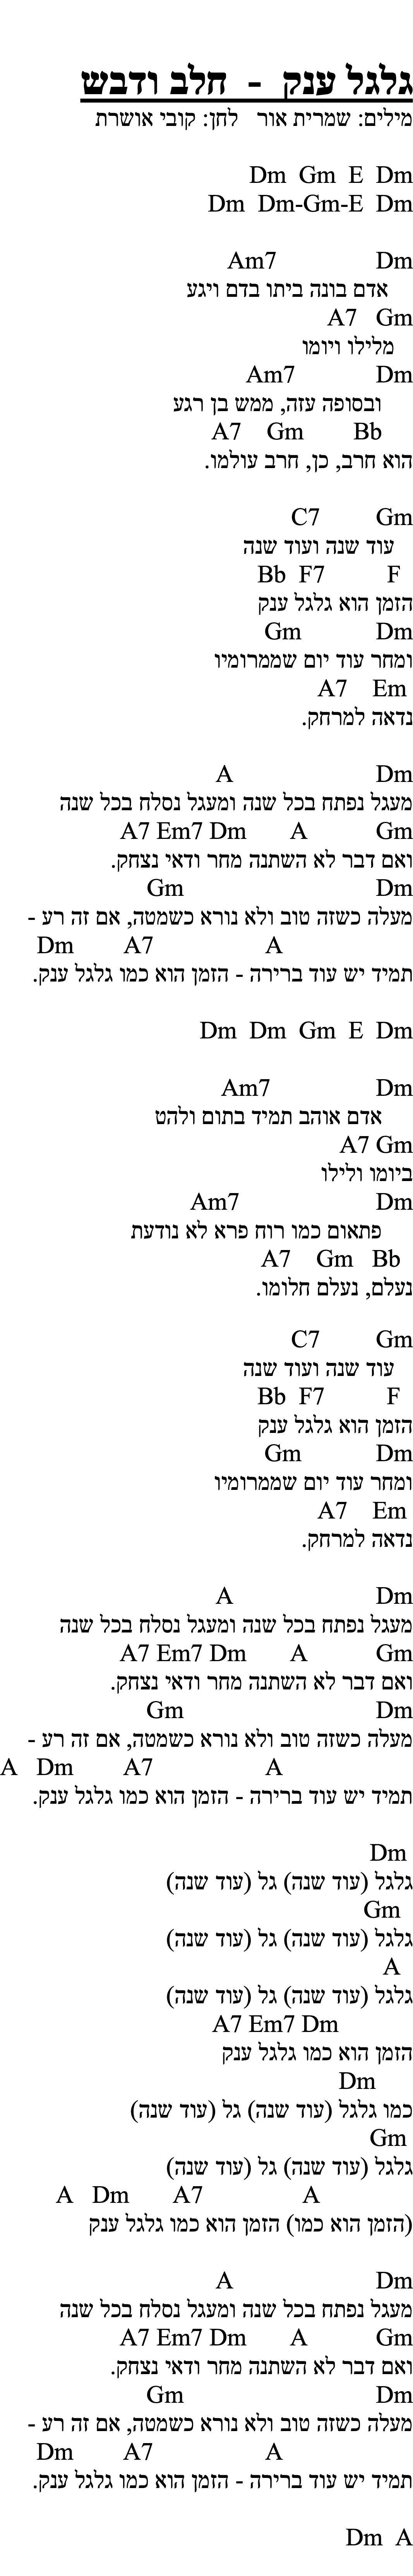 גלגל ענק - חלב ודבש
מילים: שמרית אור לחן: קובי אושרת
Dm Gm E Dm
Dm Dm-Gm-E Dm
Am7 Dm
אדם בונה ביתו בדם ויגע
A7 Gm
מלילו ויומו
Am7 Dm
ובסופה עזה, ממש בן רגע
A7 Gm Bb
הוא חרב, כן, חרב עולמו.
C7 Gm
עוד שנה ועוד שנה
Bb F7 F
הזמן הוא גלגל ענק
Gm Dm
ומחר עוד יום שממרומיו
A7 Em
נדאה למרחק.
A Dm
מעגל נפתח בכל שנה ומעגל נסלח בכל שנה
A7 Em7 Dm A Gm
ואם דבר לא השתנה מחר ודאי נצחק.
Gm Dm
מעלה כשזה טוב ולא נורא כשמטה, אם זה רע -
Dm A7 A
תמיד יש עוד ברירה - הזמן הוא כמו גלגל ענק.
Dm Dm Gm E Dm
Am7 Dm
אדם אוהב תמיד בתום ולהט
A7 Gm
ביומו ולילו
Am7 Dm
פתאום כמו רוח פרא לא נודעת
A7 Gm Bb
נעלם, נעלם חלומו.
C7 Gm
עוד שנה ועוד שנה
Bb F7 F
הזמן הוא גלגל ענק
Gm Dm
ומחר עוד יום שממרומיו
A7 Em
נדאה למרחק.
A Dm
מעגל נפתח בכל שנה ומעגל נסלח בכל שנה
A7 Em7 Dm A Gm
ואם דבר לא השתנה מחר ודאי נצחק.
Gm Dm
מעלה כשזה טוב ולא נורא כשמטה, אם זה רע -
A Dm A7 A
תמיד יש עוד ברירה - הזמן הוא כמו גלגל ענק.
Dm
גלגל (עוד שנה) גל (עוד שנה)
Gm
גלגל (עוד שנה) גל (עוד שנה)
A
גלגל (עוד שנה) גל (עוד שנה)
A7 Em7 Dm
הזמן הוא כמו גלגל ענק
Dm
כמו גלגל (עוד שנה) גל (עוד שנה)
Gm
גלגל (עוד שנה) גל (עוד שנה)
A Dm A7 A
(הזמן הוא כמו) הזמן הוא כמו גלגל ענק
A Dm
מעגל נפתח בכל שנה ומעגל נסלח בכל שנה
A7 Em7 Dm A Gm
ואם דבר לא השתנה מחר ודאי נצחק.
Gm Dm
מעלה כשזה טוב ולא נורא כשמטה, אם זה רע -
Dm A7 A
תמיד יש עוד ברירה - הזמן הוא כמו גלגל ענק.
Dm A